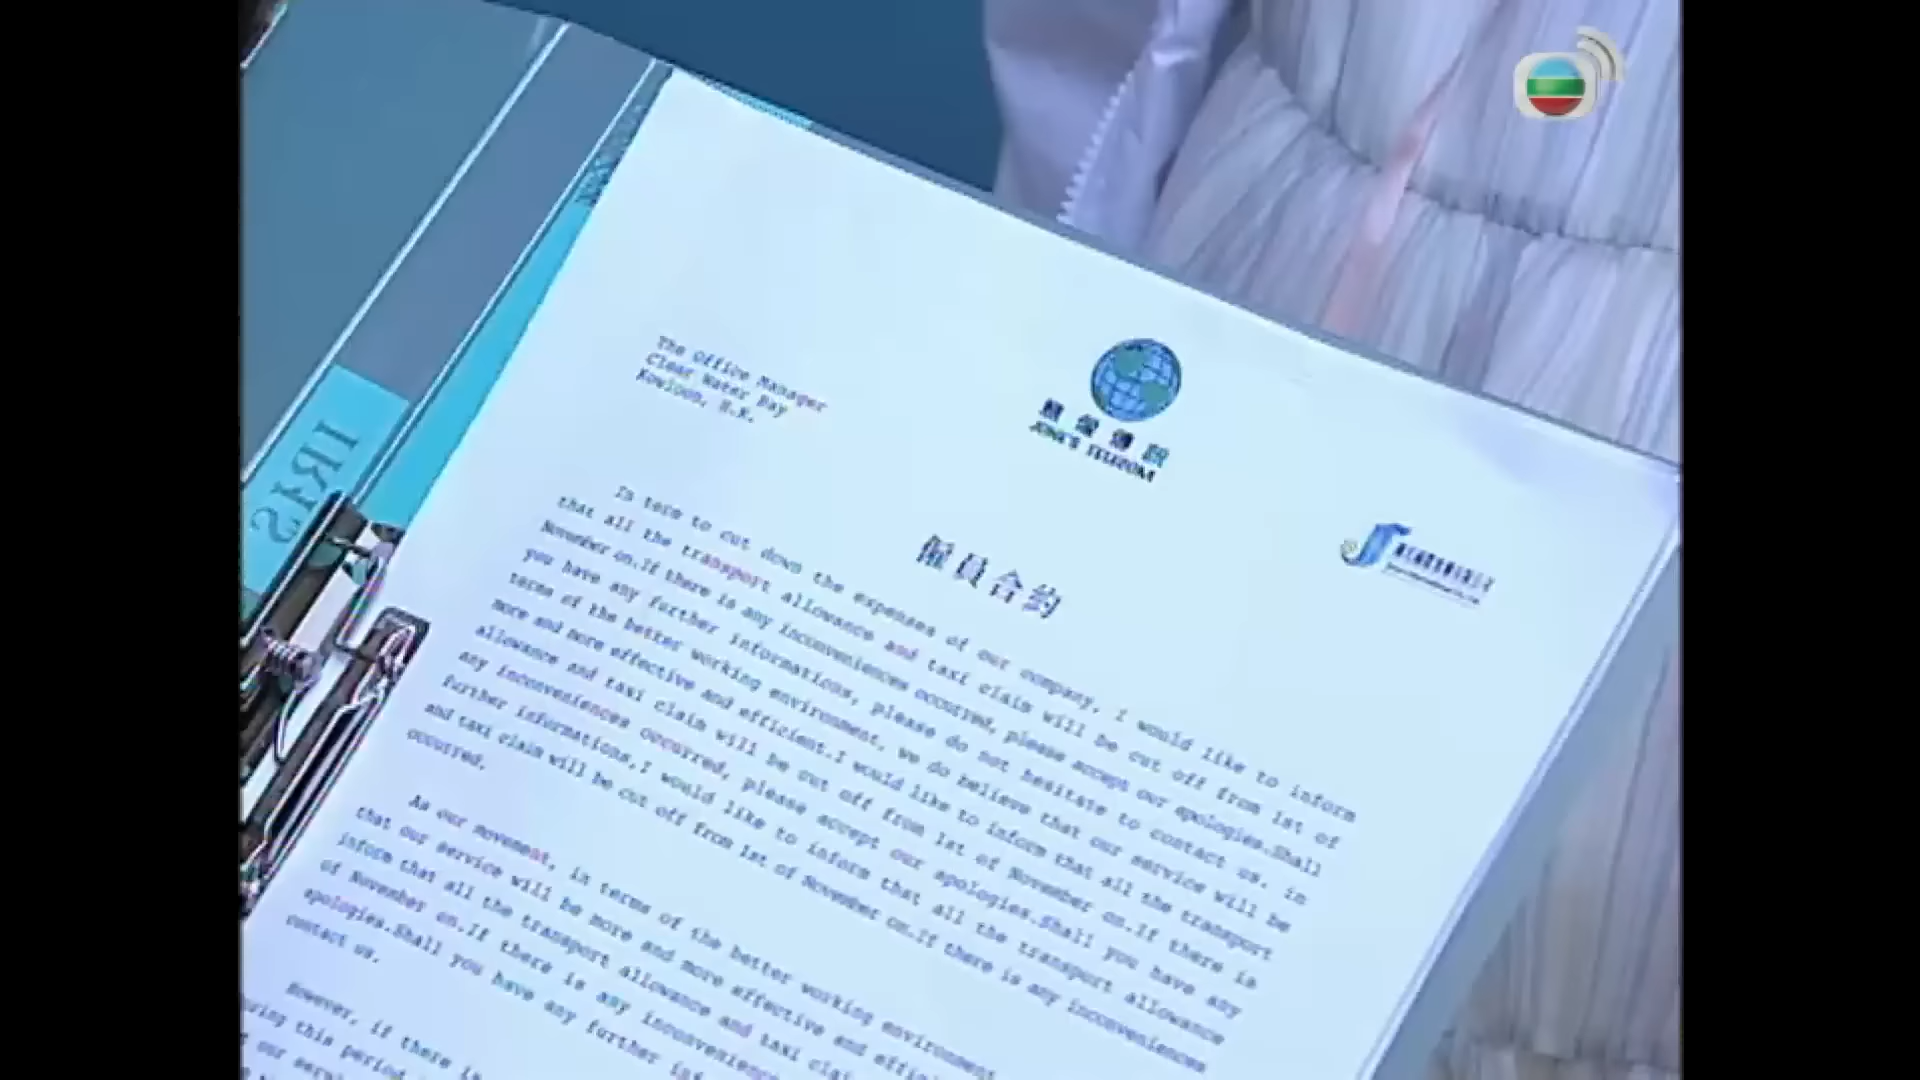 The Office Manager
Clear Water Bay
Kowloon, H.K.
JONE'S TELECOM
僱員合約
In term to cut down the expenses of our company, I would like to inform
that all the transport allowance and taxi claim will be cut off from 1st of
November on.If there is any inconveniences occurred, please accept our apologies.Shall
you have any further informations, please do not hesitate to contact us. in
terms of the better working environment, we do believe that our service will be
more and more effective and efficient.I would like to inform that all the transport
allowance and taxi claim will be cut off from 1st of November on.If there is
any inconveniences occurred, please accept our apologies.Shall you have any
further informations,I would like to inform that all the transport allowance
and taxi claim will be cut off from 1st of November on.If there is any inconveniences
occurred.
As our movement, in terms of the better working environment
that our service will be more and more effective and effici
inform that all the transport allowance and taxi clai
of November on.If there is any inconvenience
apologies.Shall you have any further inf
contact us.
However, if there is
uring this period
t our serv
IRIS